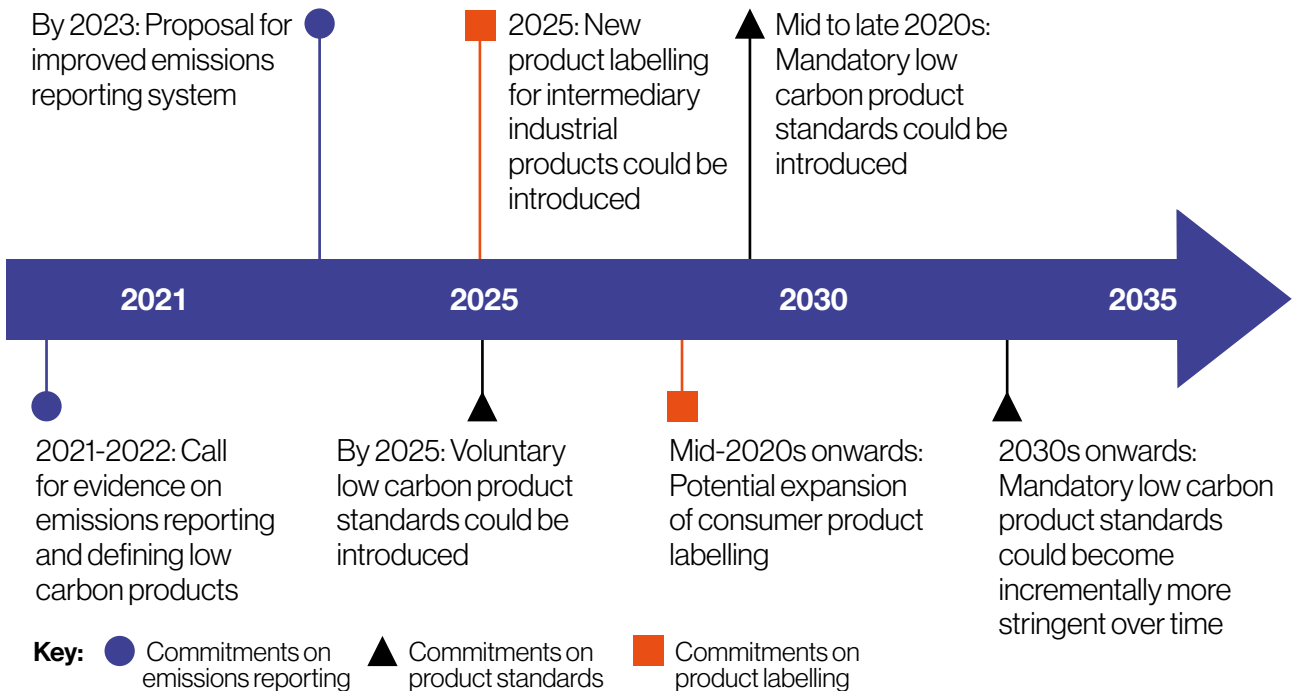 By 2023: Proposal for
improved emissions
reporting system
2025: New
product labelling
for intermediary
industrial
products could be
introduced
Mid to late 2020s:
Mandatory low
carbon product
standards could be
introduced
2021
2025
2030
2035
2021-2022: Call
for evidence on
emissions reporting
and defining low
carbon products
By 2025: Voluntary
low carbon product
standards could be
introduced
Mid-2020s onwards:
Potential expansion
of consumer product
labelling
2030s onwards:
Mandatory low carbon
product standards
could become
incrementally more
stringent over time
Key:
Commitments on
emissions reporting
Commitments on
product standards
Commitments on
product labelling